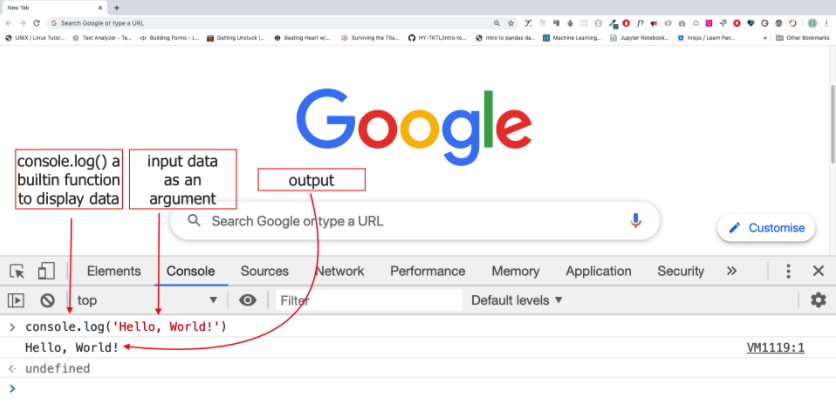 New Tab
Search Google or type a URL
UNIX / Linux Tutor...
Text Analyzer - Te...
Building Forms - L...
Getting Unstuck (...
Beating Heart w/...
Surviving the Tita...
HY-TKTL/intro-to...
Intro to pandas da...
Machine Learning...
Jupyter Notebook...
hrojas / Learn Pan...
»
Other Bookmarks
Google
console.log() a
builtin function
to display data
input data
as an
argument
output
Search Google or type a URL
Customise
Elements Console Sources Network Performance Memory Application Security »
top Filter Default levels
> console.log('Hello, World!')
Hello, World! VM1119:1
undefined
>